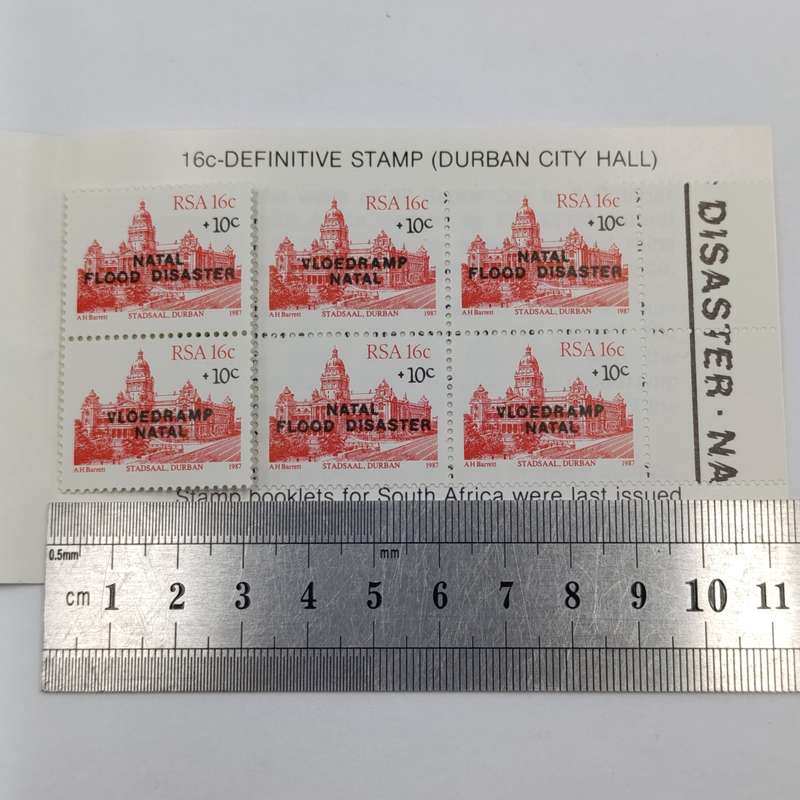 16c-DEFINITIVE STAMP (DURBAN CITY HALL)
RSA 16c
+10c
NATAL
FLOOD DISASTER
A H Barrett STADSAAL, DURBAN 1987
RSA 16c
+10c
VLOEDRAMP
NATAL
A H Barrett STADSAAL, DURBAN 1987
RSA 16c
+10c
NATAL
FLOOD DISASTER
A H Barrett STADSAAL, DURBAN 1987
DISASTER · NA
RSA 16c
+10c
VLOEDRAMP
NATAL
A H Barrett STADSAAL, DURBAN 1987
RSA 16c
+10c
NATAL
FLOOD DISASTER
A H Barrett STADSAAL, DURBAN 1987
RSA 16c
+10c
VLOEDRAMP
NATAL
A H Barrett STADSAAL, DURBAN 1987
Stamp booklets for South Africa were last issued
0.5mm mm
cm 1 2 3 4 5 6 7 8 9 10 11